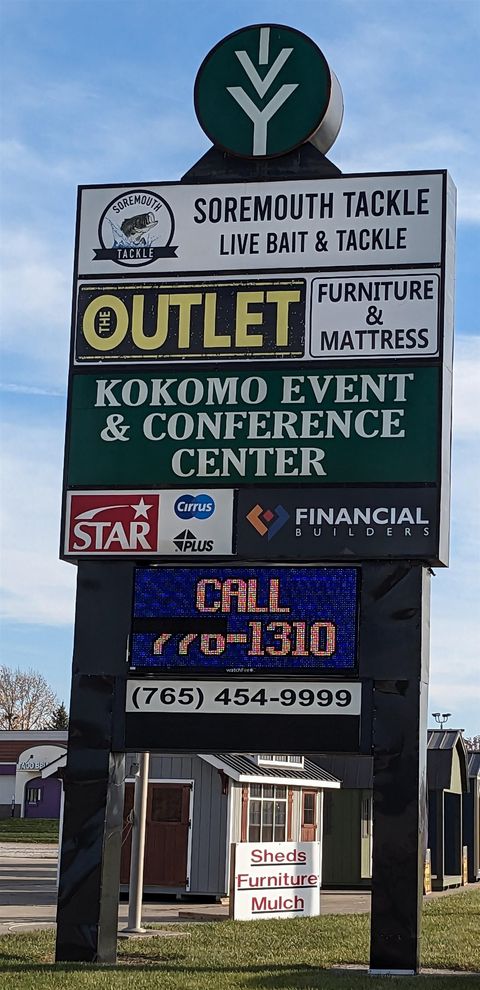 SOREMOUTH
TACKLE
SOREMOUTH TACKLE
LIVE BAIT & TACKLE
THE OUTLET
FURNITURE
&
MATTRESS
KOKOMO EVENT
& CONFERENCE
CENTER
STAR
Cirrus
PLUS
FINANCIAL
BUILDERS
CALL
776-1310
watchfire
(765) 454-9999
Sheds
Furniture
Mulch